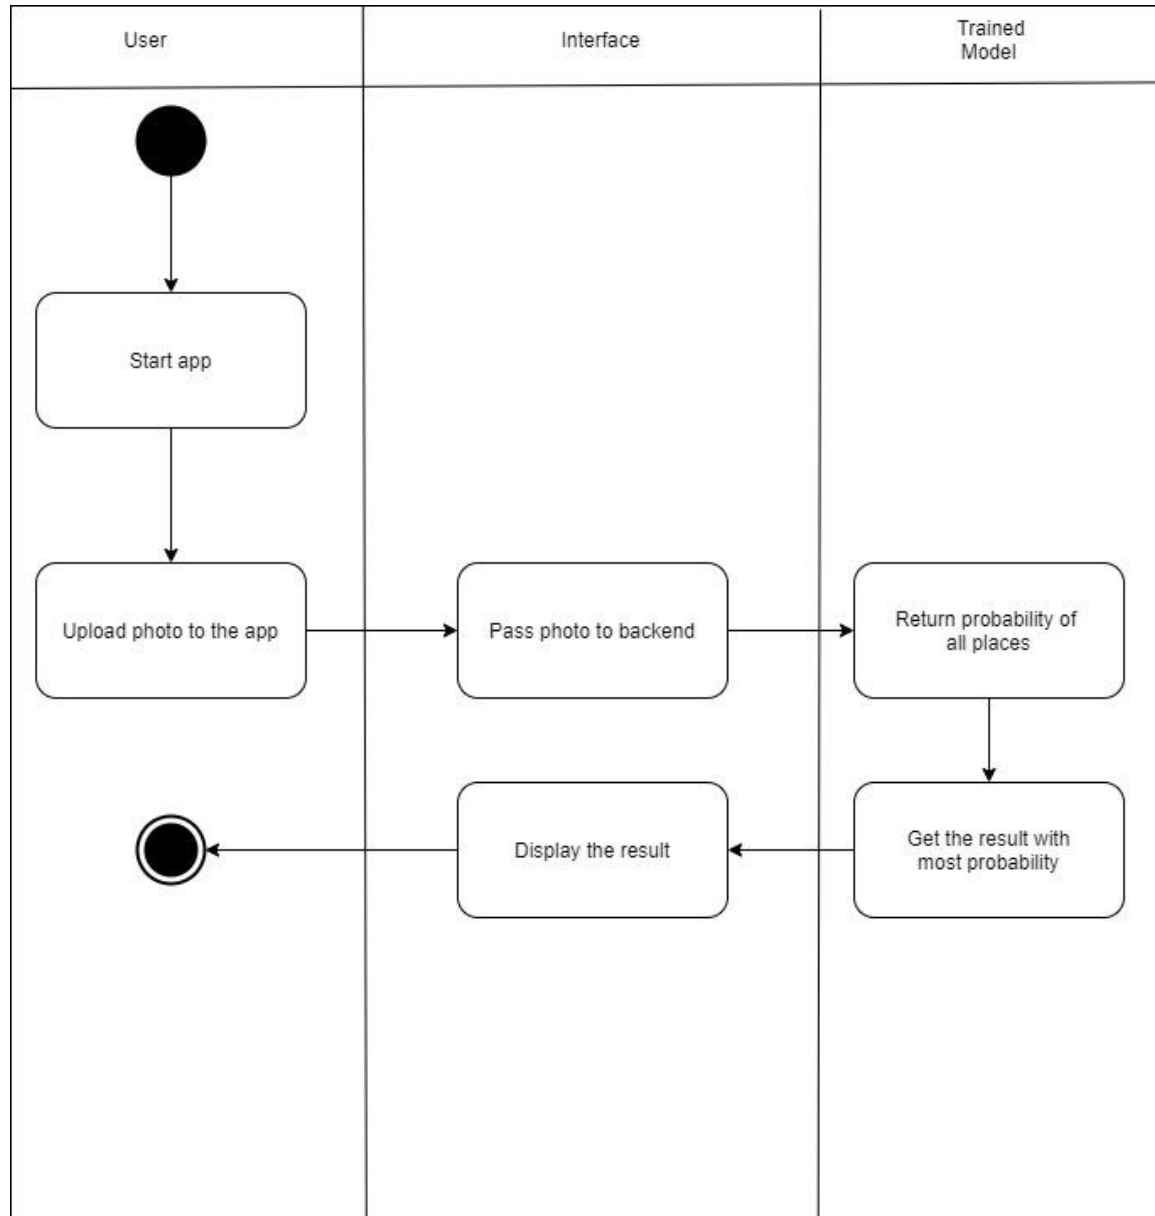 User
Interface
Trained
Model
Start app
Upload photo to the app
Pass photo to backend
Return probability of
all places
Display the result
Get the result with
most probability